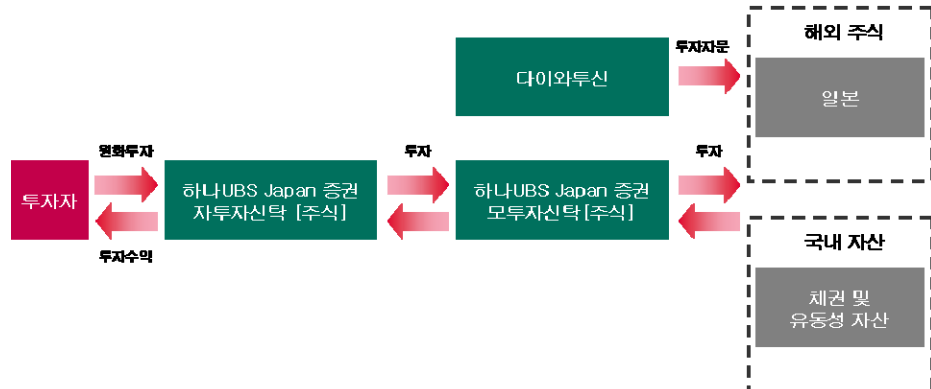 해외 주식
투자자문
다이와투신
일본
원화투자
투자
투자
투자자
하나UBS Japan 증권
자투자신탁 [주식]
하나UBS Japan 증권
모투자신탁[주식]
투자수익
국내 자산
채권 및
유동성 자산